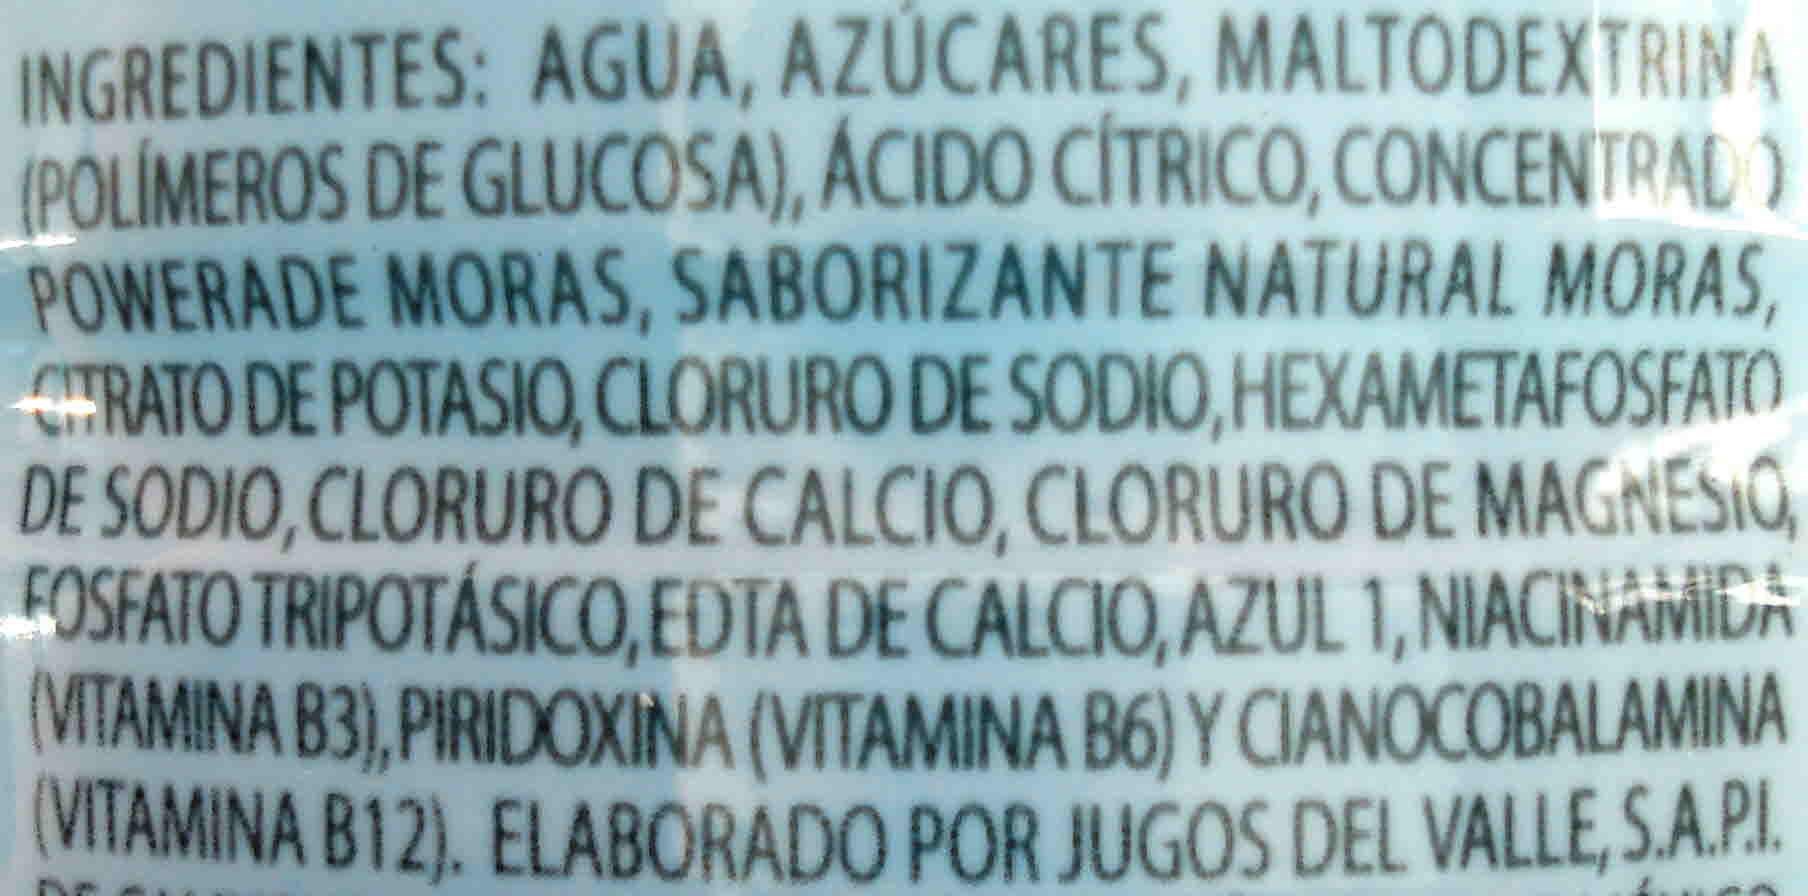 INGREDIENTES: AGUA, AZÚCARES, MALTODEXTRINA
(POLÍMEROS DE GLUCOSA), ÁCIDO CÍTRICO, CONCENTRADO
POWERADE MORAS, SABORIZANTE NATURAL MORAS,
CITRATO DE POTASIO, CLORURO DE SODIO, HEXAMETAFOSFATO
DE SODIO, CLORURO DE CALCIO, CLORURO DE MAGNESIO,
FOSFATO TRIPOTÁSICO, EDTA DE CALCIO, AZUL 1, NIACINAMIDA
(VITAMINA B3), PIRIDOXINA (VITAMINA B6) Y CIANOCOBALAMINA
(VITAMINA B12). ELABORADO POR JUGOS DEL VALLE, S.A.P.I.